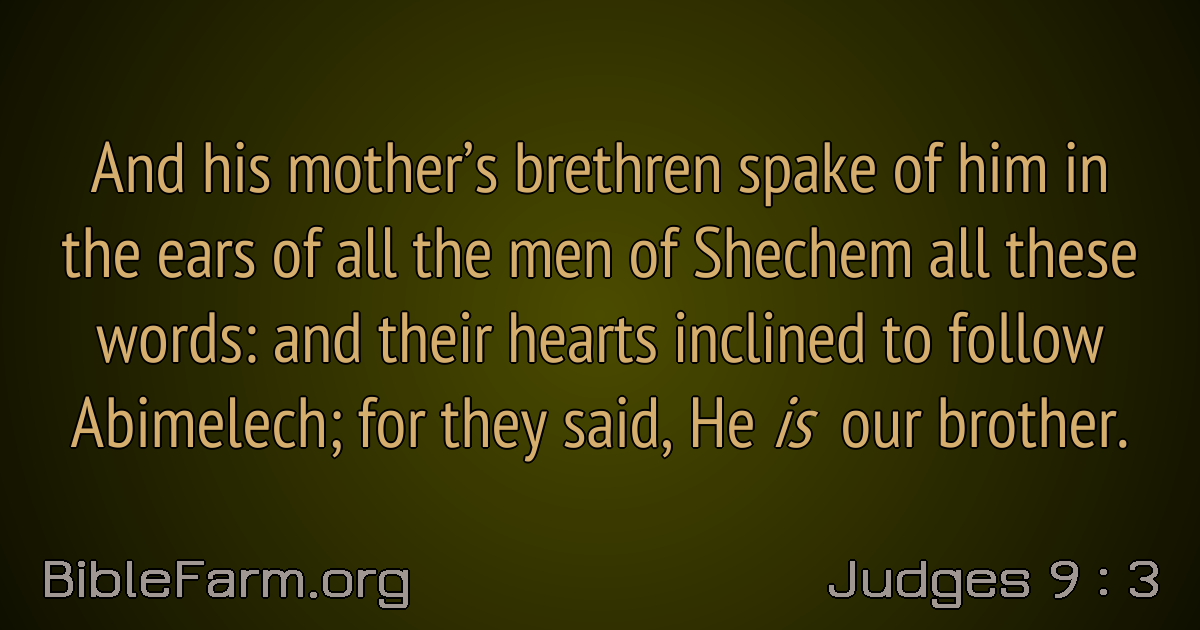 And his mother’s brethren spake of him in
the ears of all the men of Shechem all these
words: and their hearts inclined to follow
Abimelech; for they said, He is our brother.
BibleFarm.org
Judges 9 : 3